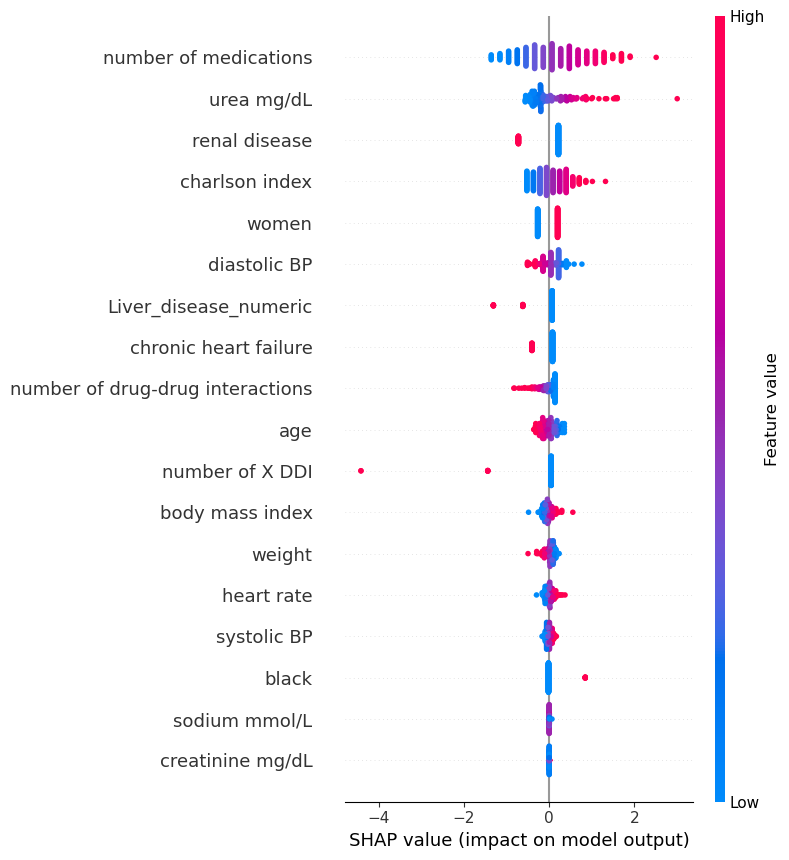 High
number of medications
urea mg/dL
renal disease
charlson index
women
diastolic BP
Liver_disease_numeric
chronic heart failure
number of drug-drug interactions
age
number of X DDI
body mass index
weight
heart rate
systolic BP
black
sodium mmol/L
creatinine mg/dL
Feature value
Low
−4 −2 0 2
SHAP value (impact on model output)